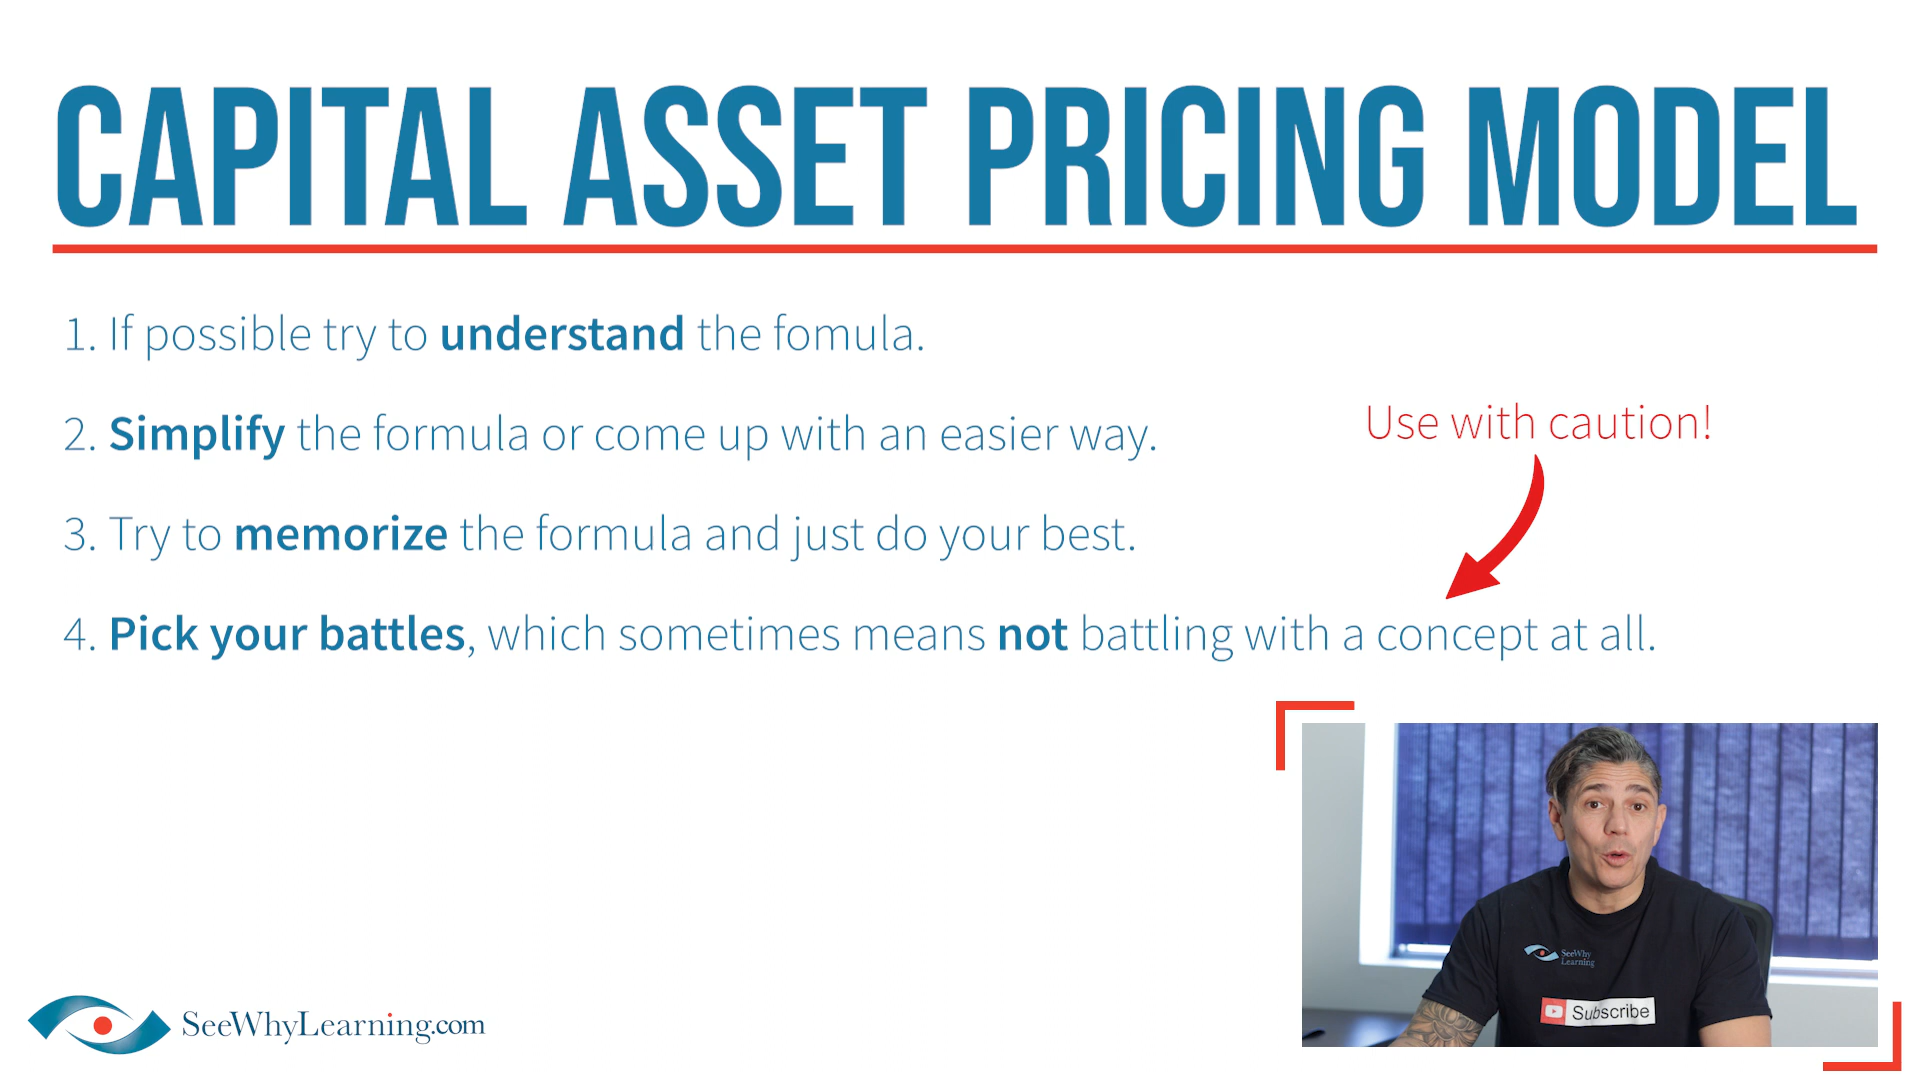 CAPITAL ASSET PRICING MODEL
1. If possible try to understand the fomula.
2. Simplify the formula or come up with an easier way.
Use with caution!
3. Try to memorize the formula and just do your best.
4. Pick your battles, which sometimes means not battling with a concept at all.
SeeWhy
Learning
Subscribe
SeeWhyLearning.com